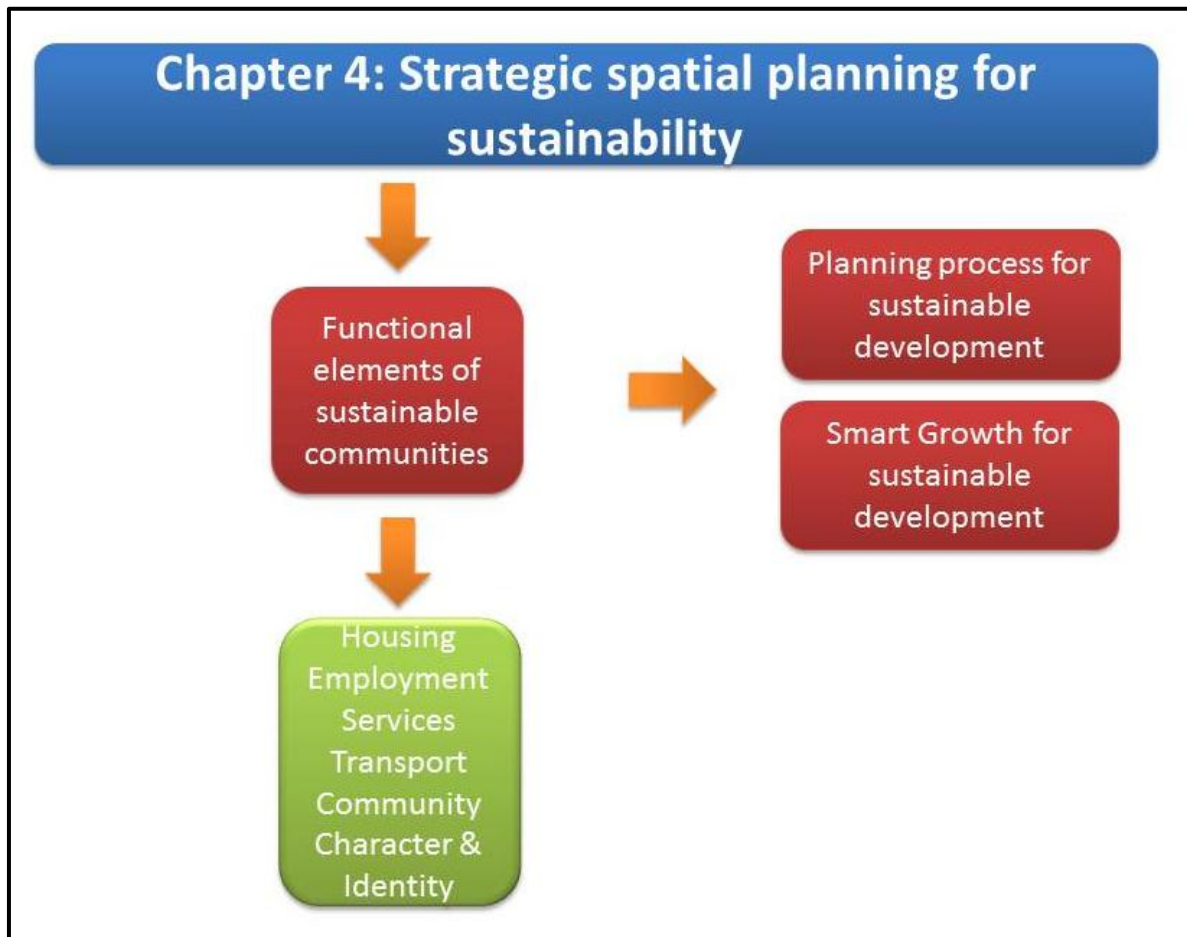 Chapter 4: Strategic spatial planning for
sustainability
Functional
elements of
sustainable
communities
Planning process for
sustainable
development
Smart Growth for
sustainable
development
Housing
Employment
Services
Transport
Community
Character &
Identity